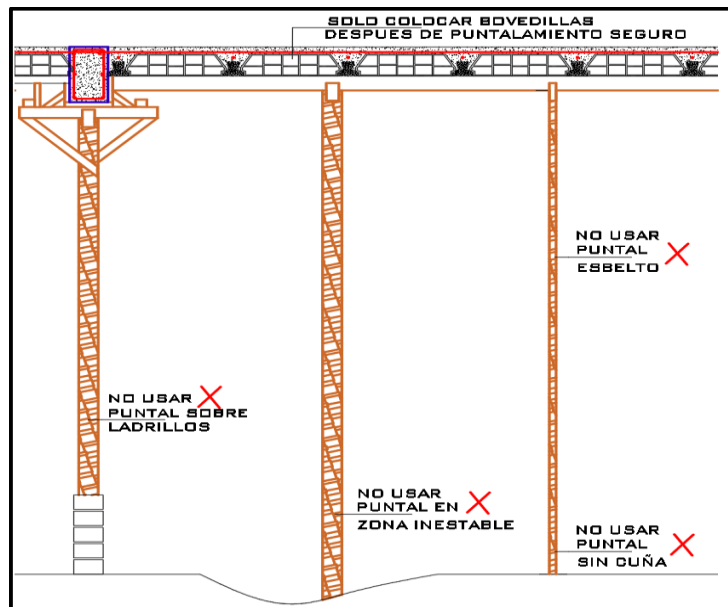 SOLO COLOCAR BOVEDILLAS
DESPUES DE PUNTALAMIENTO SEGURO
NO USAR
PUNTAL
ESBELTO
NO USAR
PUNTAL SOBRE
LADRILLOS
NO USAR
PUNTAL EN
ZONA INESTABLE
NO USAR
PUNTAL
SIN CUÑA